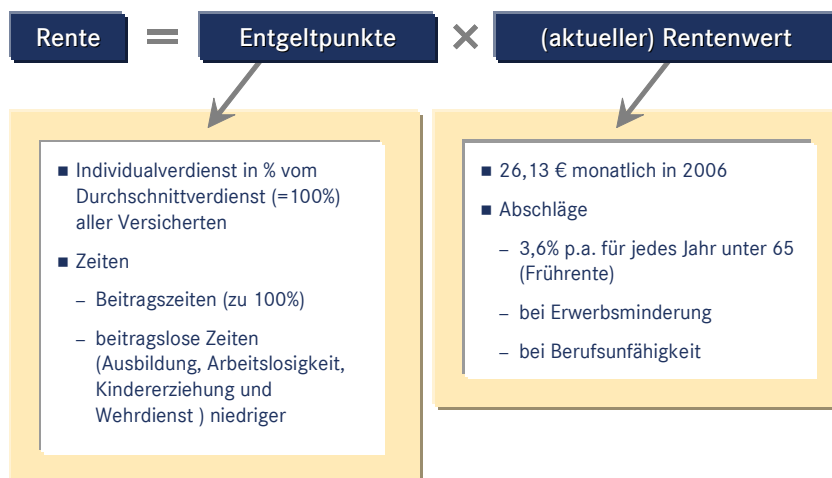 Rente = Entgeltpunkte × (aktueller) Rentenwert
■ Individualverdienst in % vom
Durchschnittverdienst (=100%)
aller Versicherten
■ Zeiten
– Beitragszeiten (zu 100%)
– beitragslose Zeiten
(Ausbildung, Arbeitslosigkeit,
Kindererziehung und
Wehrdienst ) niedriger
■ 26,13 € monatlich in 2006
■ Abschläge
– 3,6% p.a. für jedes Jahr unter 65
(Frührente)
– bei Erwerbsminderung
– bei Berufsunfähigkeit